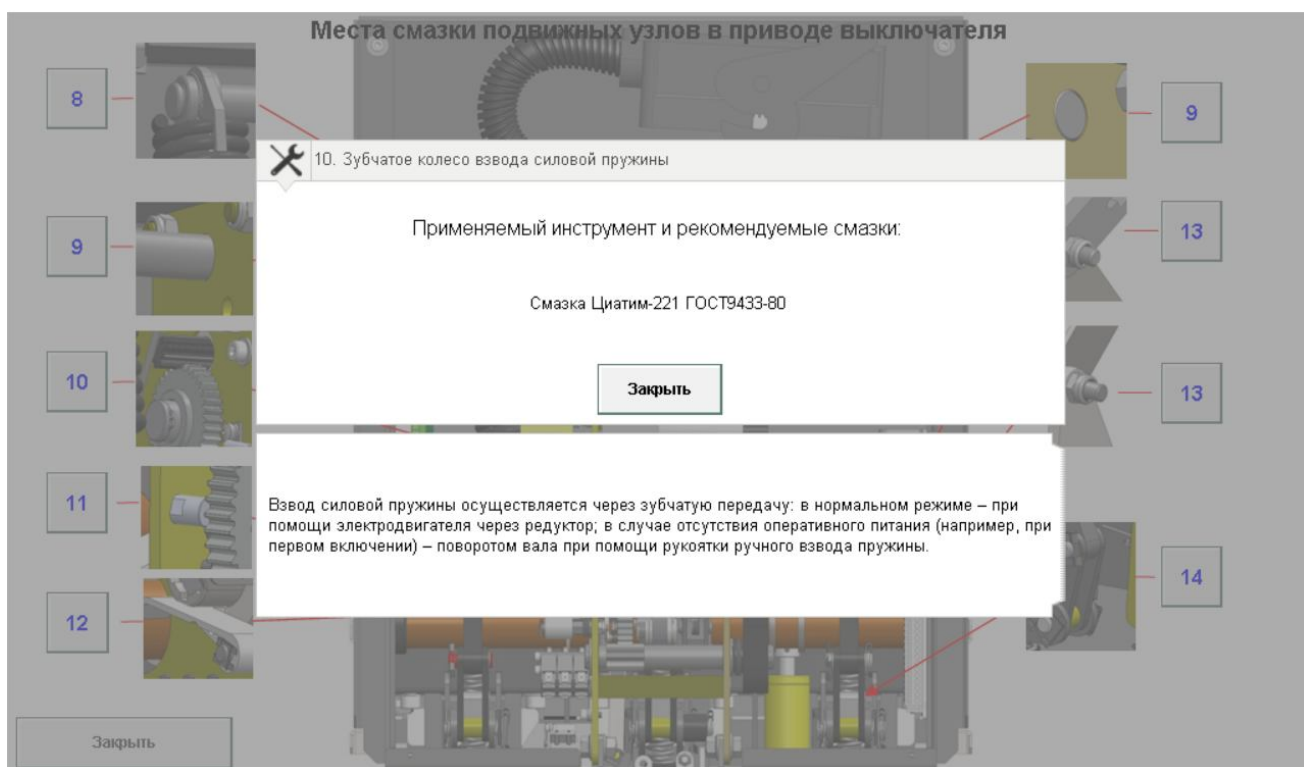 Места смазки подвижных узлов в приводе выключателя
8
9
10. Зубчатое колесо взвода силовой пружины
Применяемый инструмент и рекомендуемые смазки:
9
13
Смазка Циатим-221 ГОСТ9433-80
10
Закрыть
13
11
Взвод силовой пружины осуществляется через зубчатую передачу: в нормальном режиме – при
помощи электродвигателя через редуктор; в случае отсутствия оперативного питания (например, при
первом включении) – поворотом вала при помощи рукоятки ручного взвода пружины.
14
12
Закрыть